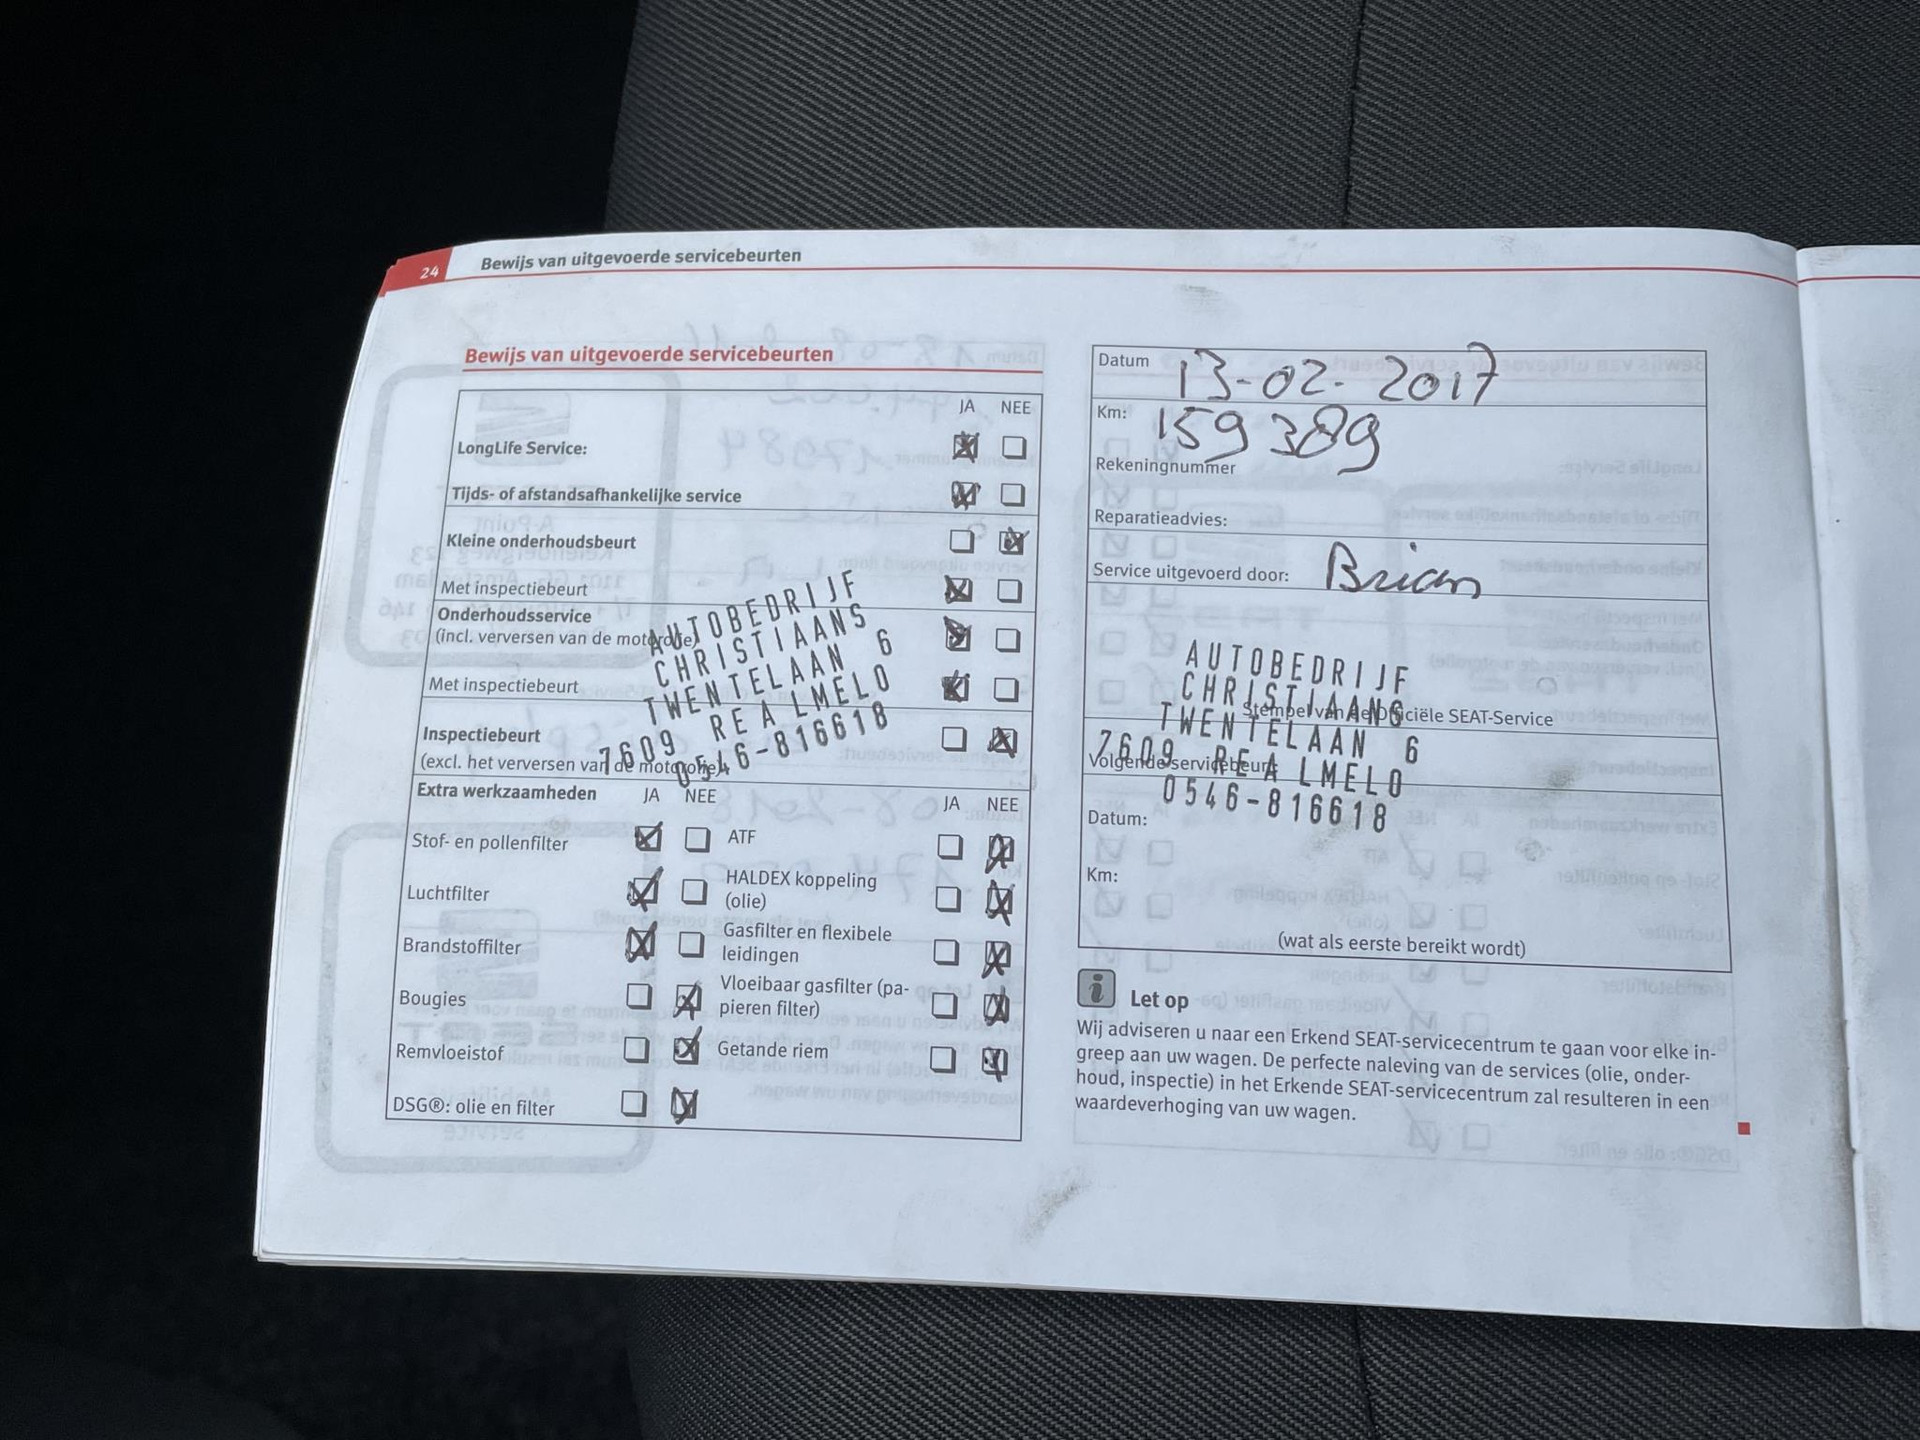 24 Bewijs van uitgevoerde servicebeurten
Bewijs van uitgevoerde servicebeurten
JA NEE
LongLife Service:
Tijds- of afstandsafhankelijke service
Kleine onderhoudsbeurt
Met inspectiebeurt
Onderhoudsservice
(incl. verversen van de motorolie)
Met inspectiebeurt
Inspectiebeurt
(excl. het verversen van de motorolie)
AUTOBEDRIJF
CHRISTIAANS
TWENTELAAN 6
7609 RE ALMELO
0546-816618
Extra werkzaamheden JA NEE JA NEE
Stof- en pollenfilter ATF
Luchtfilter HALDEX koppeling
(olie)
Brandstoffilter Gasfilter en flexibele
leidingen
Bougies Vloeibaar gasfilter (pa-
pieren filter)
Remvloeistof Getande riem
DSG®: olie en filter
Datum 13-02-2017
Km: 159389
Rekeningnummer
Reparatieadvies:
Service uitgevoerd door: Brian
AUTOBEDRIJF
CHRISTIAANS
TWENTELAAN 6
7609 RE ALMELO
0546-816618
Stempel van de officiële SEAT-Service
Volgende servicebeurt:
Datum:
Km:
(wat als eerste bereikt wordt)
i Let op
Wij adviseren u naar een Erkend SEAT-servicecentrum te gaan voor elke in-
greep aan uw wagen. De perfecte naleving van de services (olie, onder-
houd, inspectie) in het Erkende SEAT-servicecentrum zal resulteren in een
waardeverhoging van uw wagen.